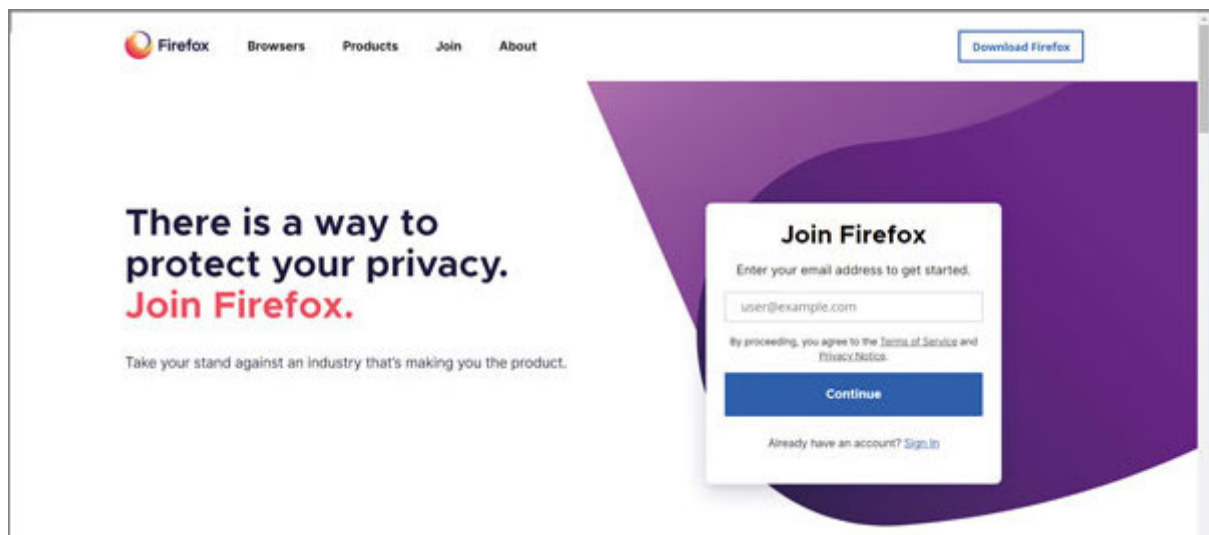 Firefox Browsers Products Join About Download Firefox
There is a way to
protect your privacy.
Join Firefox.
Take your stand against an industry that's making you the product.
Join Firefox
Enter your email address to get started.
user@example.com
By proceeding, you agree to the Terms of Service and
Privacy Notice.
Continue
Already have an account? Sign In